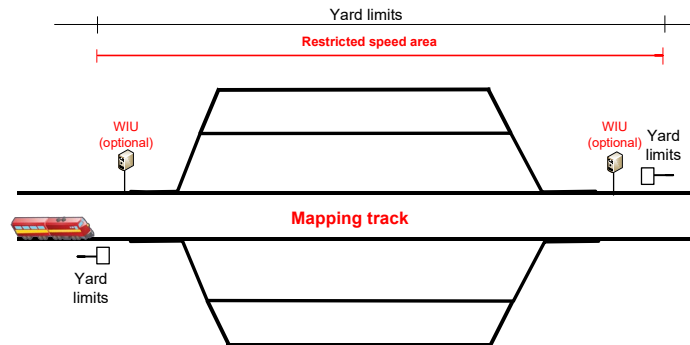 Yard limits
Restricted speed area
WIU
(optional)
WIU
(optional)
Yard
limits
Mapping track
Yard
limits